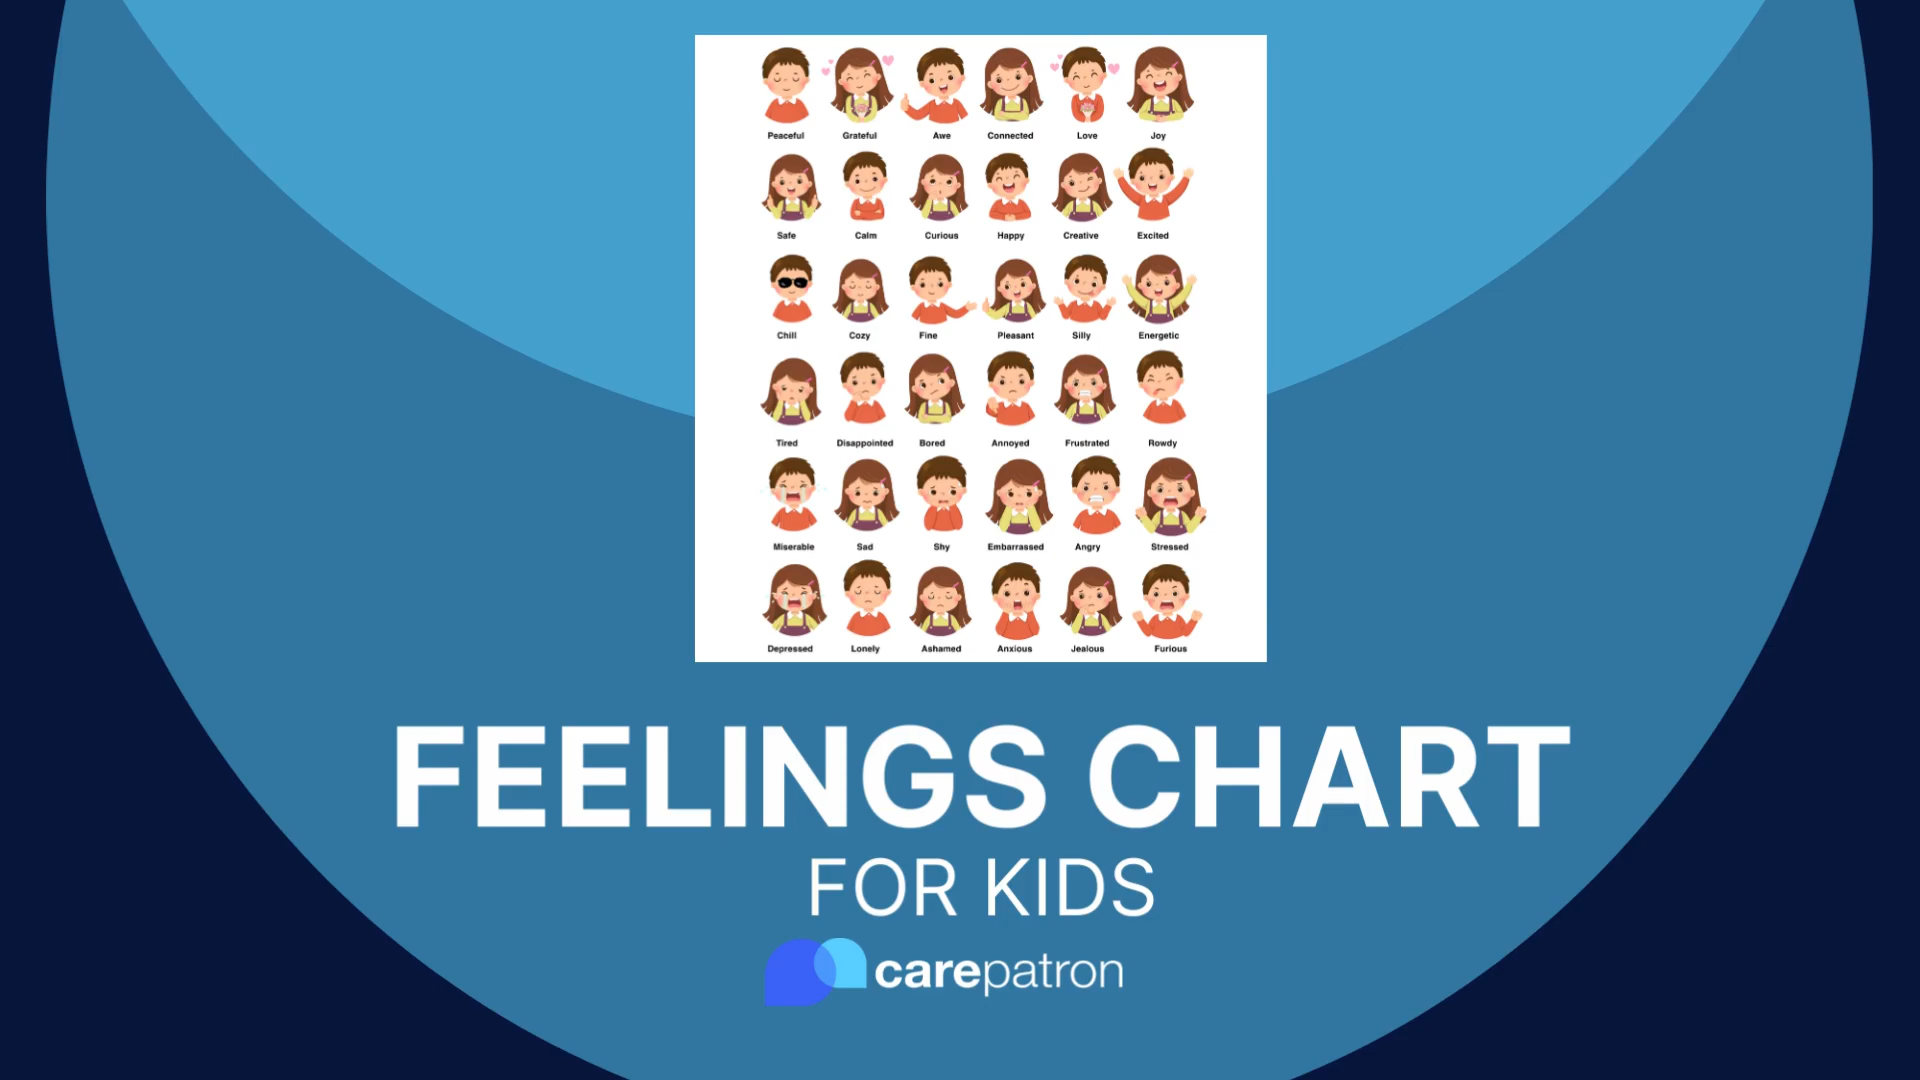 Peaceful Grateful Awe Connected Love Joy
Safe Calm Curious Happy Creative Excited
Chill Cozy Fine Pleasant Silly Energetic
Tired Disappointed Bored Annoyed Frustrated Rowdy
Miserable Sad Shy Embarrassed Angry Stressed
Depressed Lonely Ashamed Anxious Jealous Furious
FEELINGS CHART
FOR KIDS
carepatron